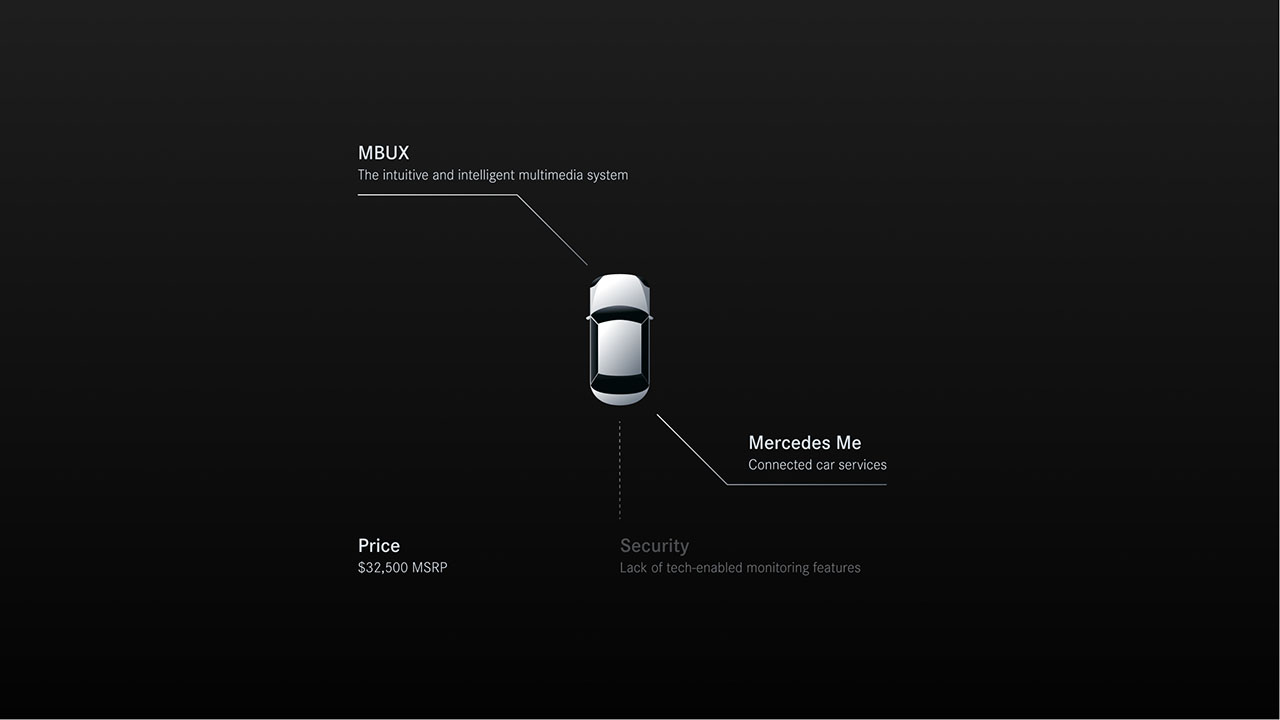 MBUX
The intuitive and intelligent multimedia system
Mercedes Me
Connected car services
Price
$32,500 MSRP
Security
Lack of tech-enabled monitoring features